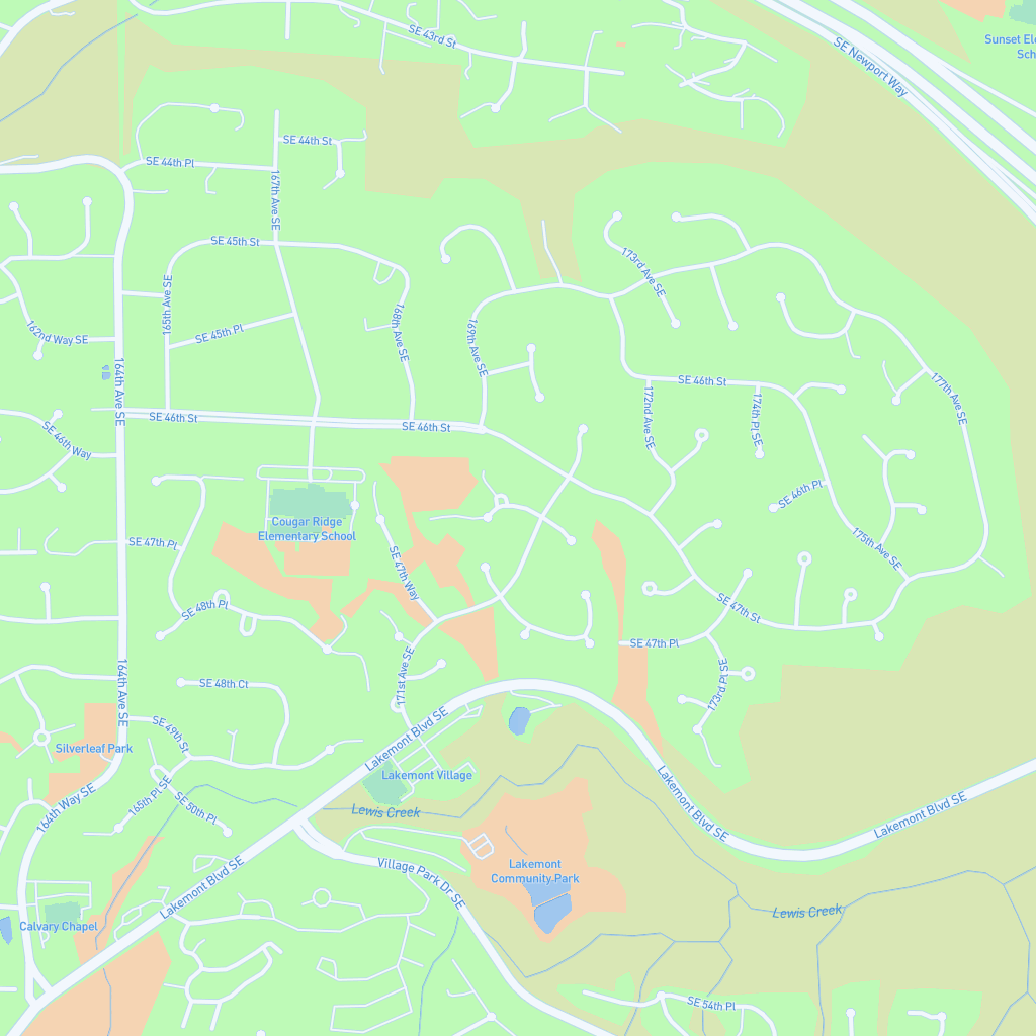 SE 43rd St
SE Newport Way
Sunset Ele
Sch
SE 44th St
SE 44th Pl
167th Ave SE
SE 45th St
173rd Ave SE
165th Ave SE
SE 45th Pl
168th Ave SE
169th Ave SE
162nd Way SE
164th Ave SE
SE 46th St
172nd Ave SE
174th Pl SE
177th Ave SE
SE 46th St
SE 46th St
SE 46th Way
SE 46th Pl
Cougar Ridge
Elementary School
175th Ave SE
SE 47th Pl
SE 47th Way
SE 48th Pl
SE 47th St
SE 47th Pl
164th Ave SE
171st Ave SE
173rd Pl SE
SE 48th Ct
SE 49th St
Lakemont Blvd SE
Silverleaf Park
Lakemont Village
165th Pl SE
164th Way SE
SE 50th Pl
Lewis Creek
Lakemont Blvd SE
Lakemont Blvd SE
Lakemont
Community Park
Village Park Dr SE
Lakemont Blvd SE
Lewis Creek
Calvary Chapel
SE 54th Pl